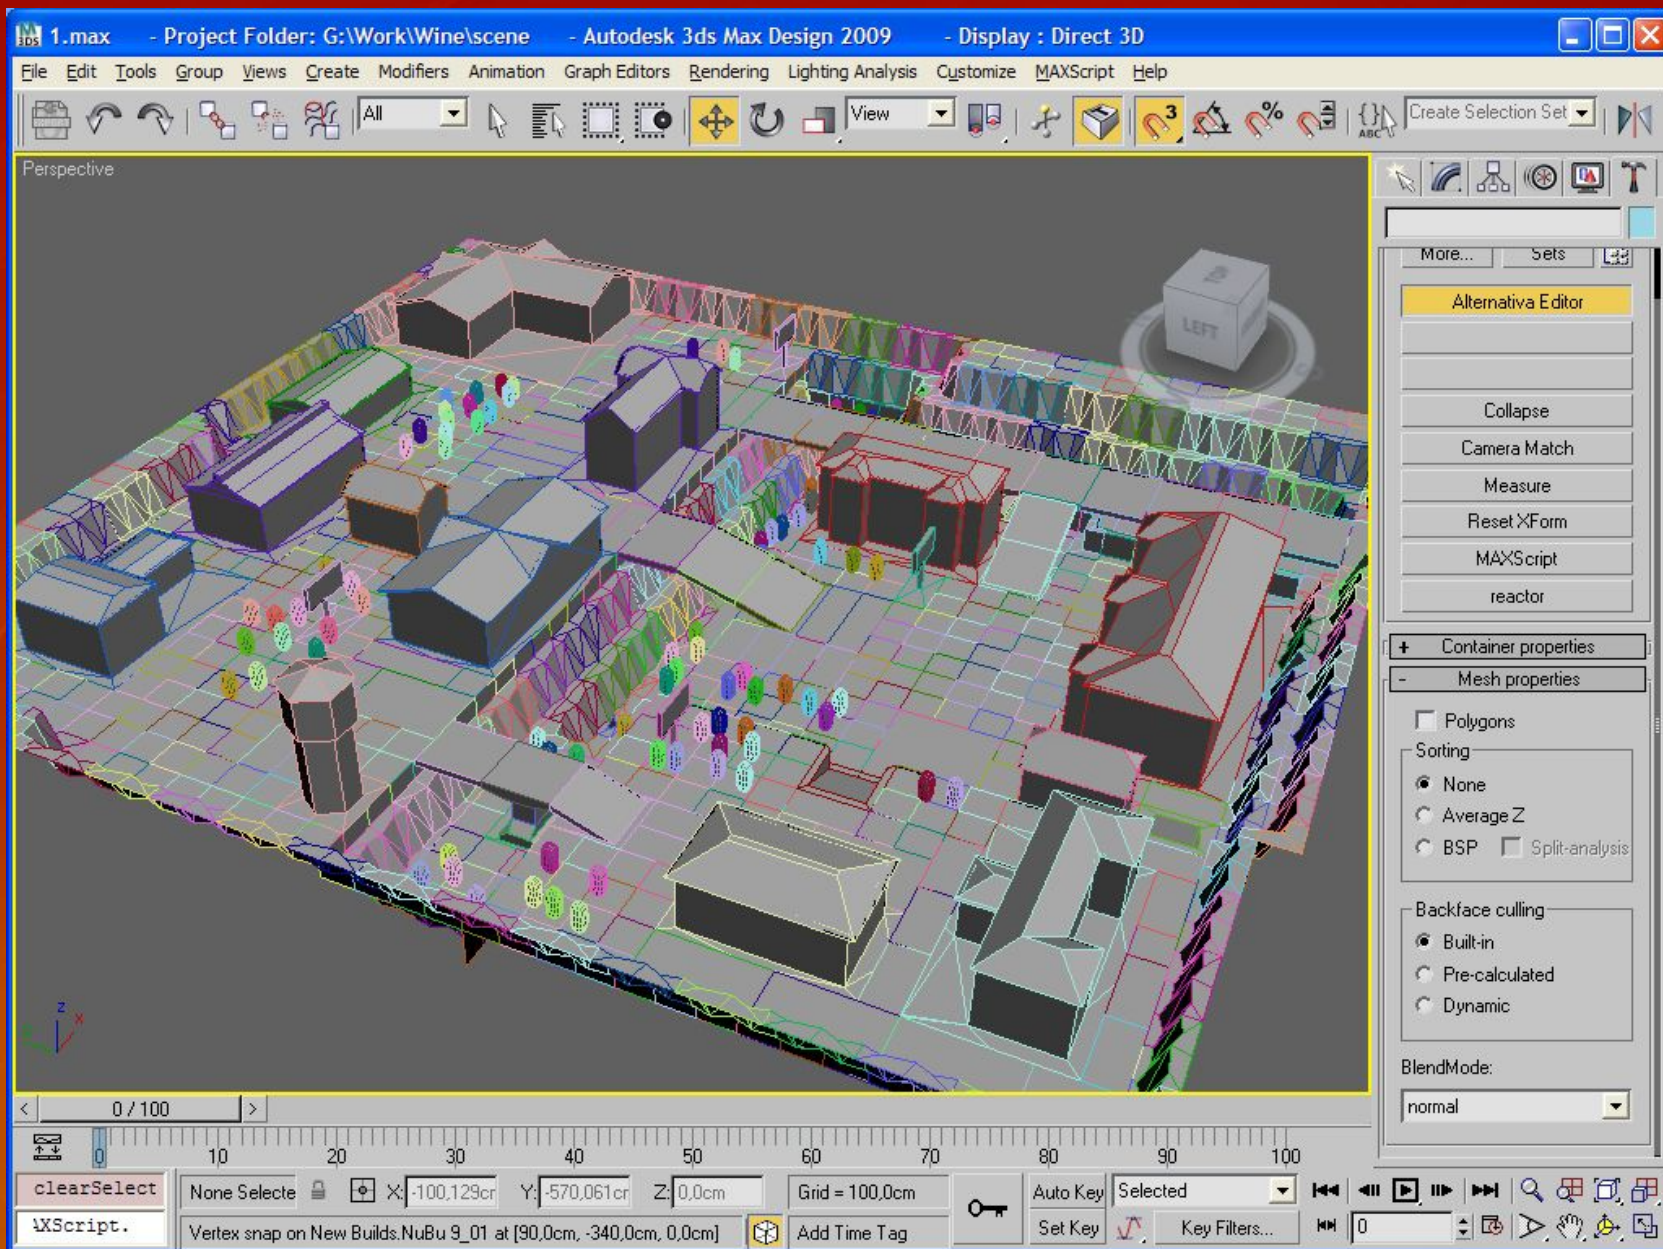 1.max - Project Folder: G:\Work\Wine\scene - Autodesk 3ds Max Design 2009 - Display : Direct 3D
File Edit Tools Group Views Create Modifiers Animation Graph Editors Rendering Lighting Analysis Customize MAXScript Help
All View 3 ABC Create Selection Set
Perspective
More... Sets
Alternativa Editor
TOP
LEFT
Collapse
Camera Match
Measure
Reset XForm
MAXScript
reactor
+ Container properties
- Mesh properties
Polygons
Sorting
None
Average Z
BSP Split-analysis
Backface culling
Built-in
Pre-calculated
Dynamic
BlendMode:
normal
z
x
< 0 / 100 >
0 10 20 30 40 50 60 70 80 90 100
clearSelect None Selecte X: -100,129cr Y: -570,061cr Z: 0,0cm Grid = 100,0cm Auto Key Selected
AXScript. Vertex snap on New Builds.NuBu 9_01 at [90,0cm, -340,0cm, 0,0cm] Add Time Tag Set Key Key Filters... 0